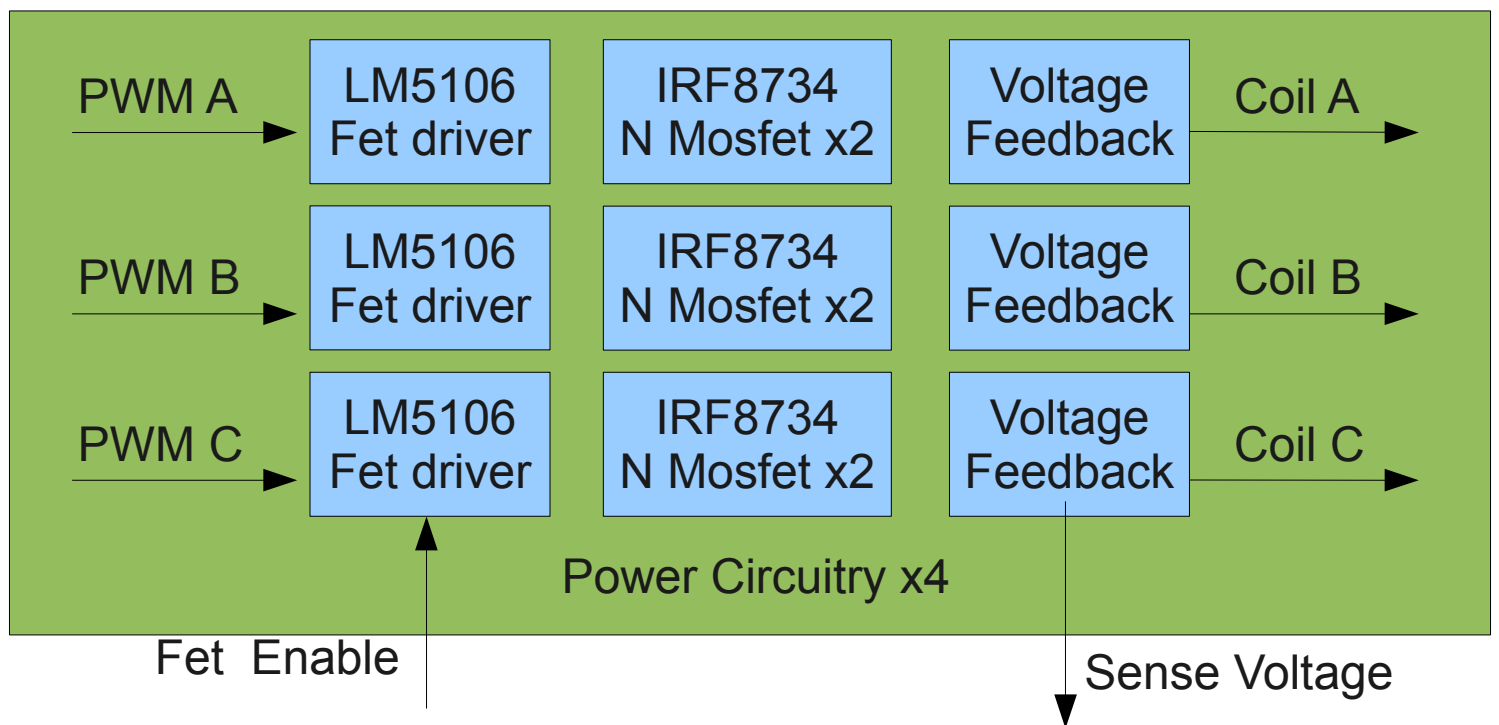 PWM A
LM5106
Fet driver
IRF8734
N Mosfet x2
Voltage
Feedback
Coil A
PWM B
LM5106
Fet driver
IRF8734
N Mosfet x2
Voltage
Feedback
Coil B
PWM C
LM5106
Fet driver
IRF8734
N Mosfet x2
Voltage
Feedback
Coil C
Power Circuitry x4
Fet Enable
Sense Voltage